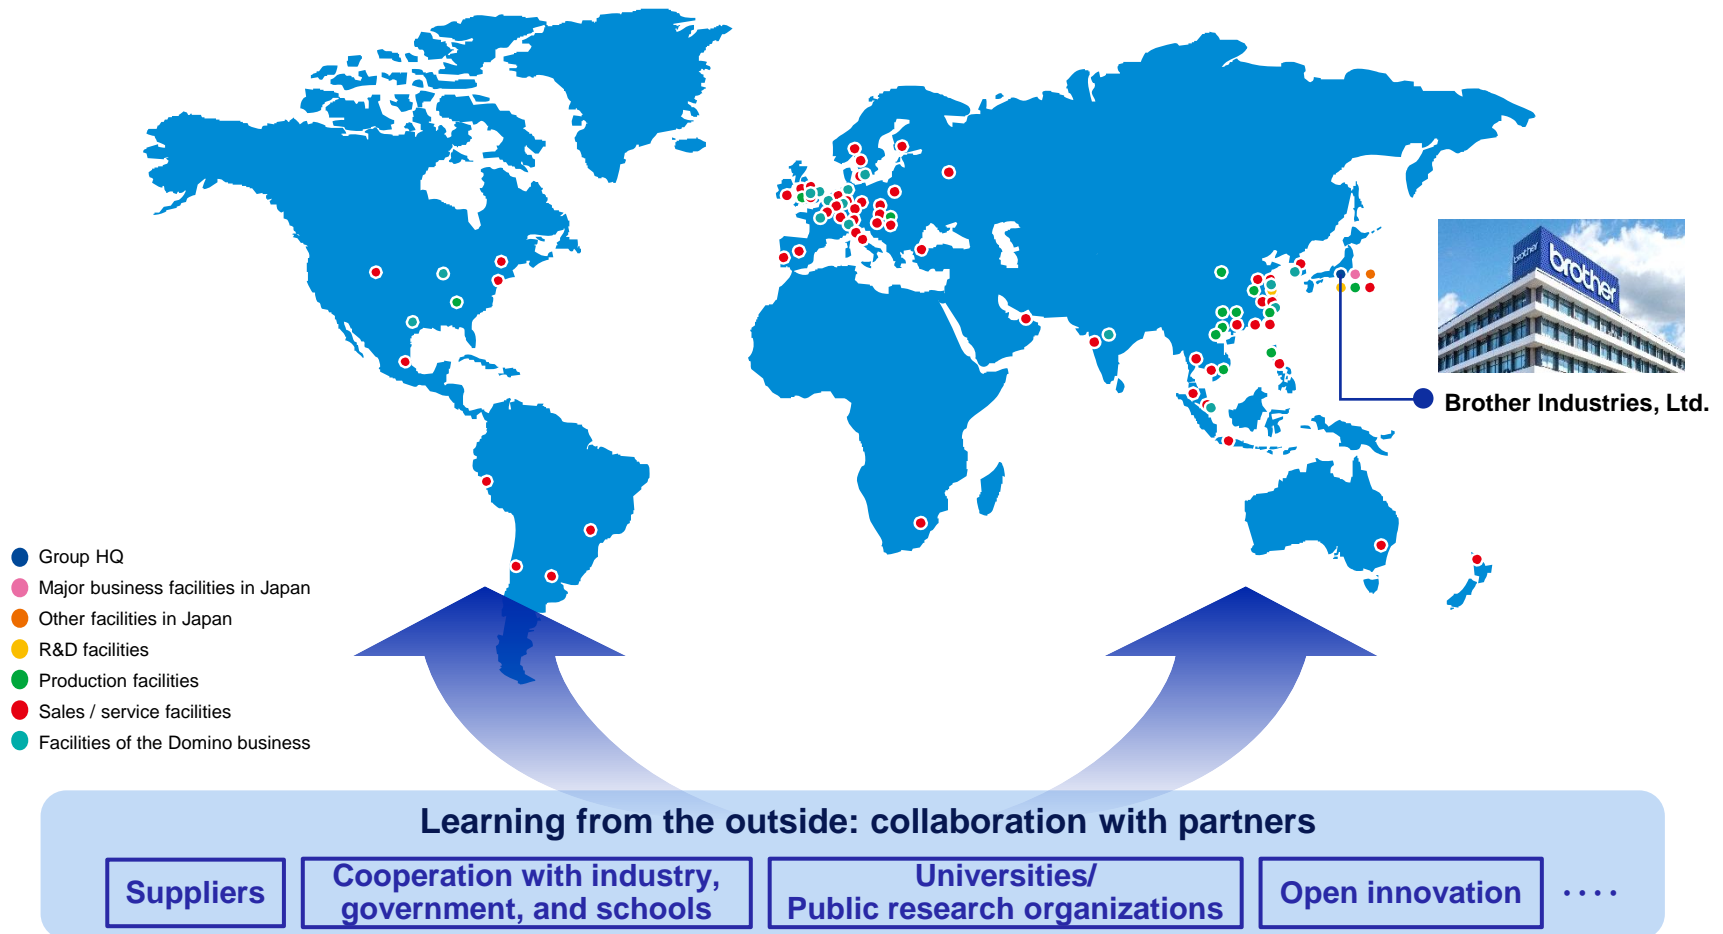 brother
brother
Brother Industries, Ltd.
Group HQ
Major business facilities in Japan
Other facilities in Japan
R&D facilities
Production facilities
Sales / service facilities
Facilities of the Domino business
Learning from the outside: collaboration with partners
Suppliers
Cooperation with industry,
government, and schools
Universities/
Public research organizations
Open innovation
····